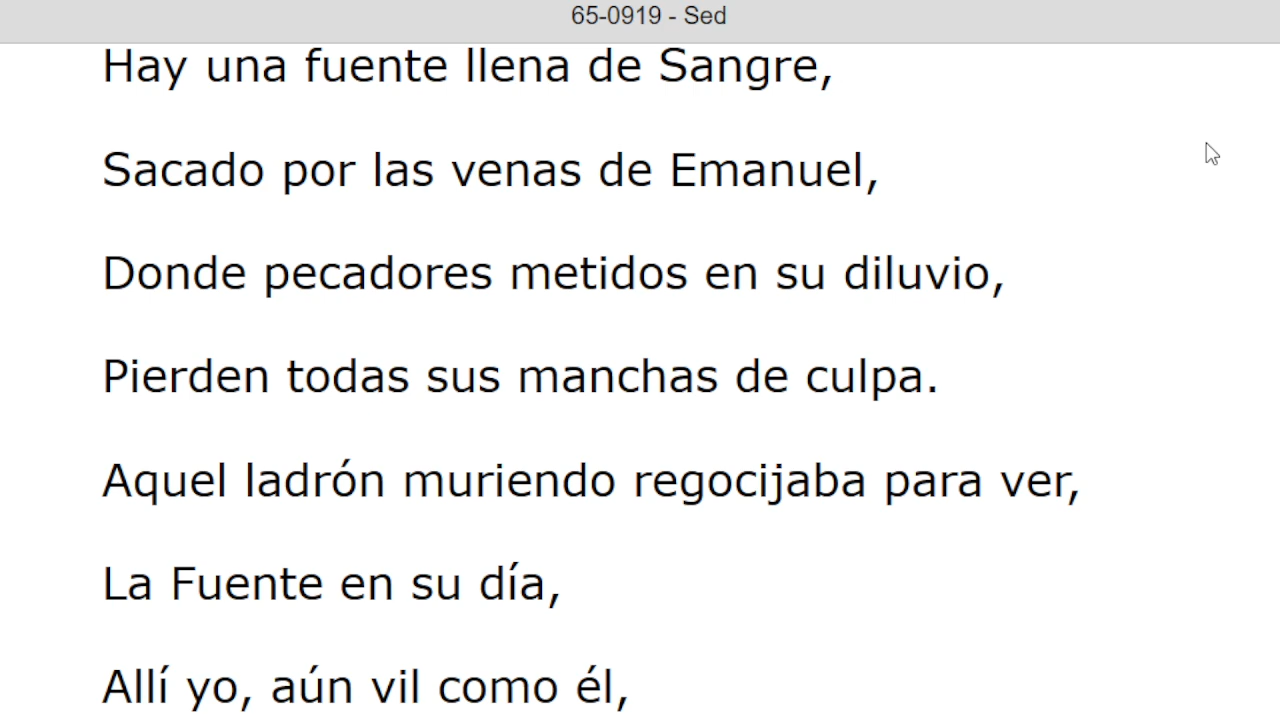 65-0919 - Sed
Hay una fuente llena de Sangre,
Sacado por las venas de Emanuel,
Donde pecadores metidos en su diluvio,
Pierden todas sus manchas de culpa.
Aquel ladrón muriendo regocijaba para ver,
La Fuente en su día,
Allí yo, aún vil como él,